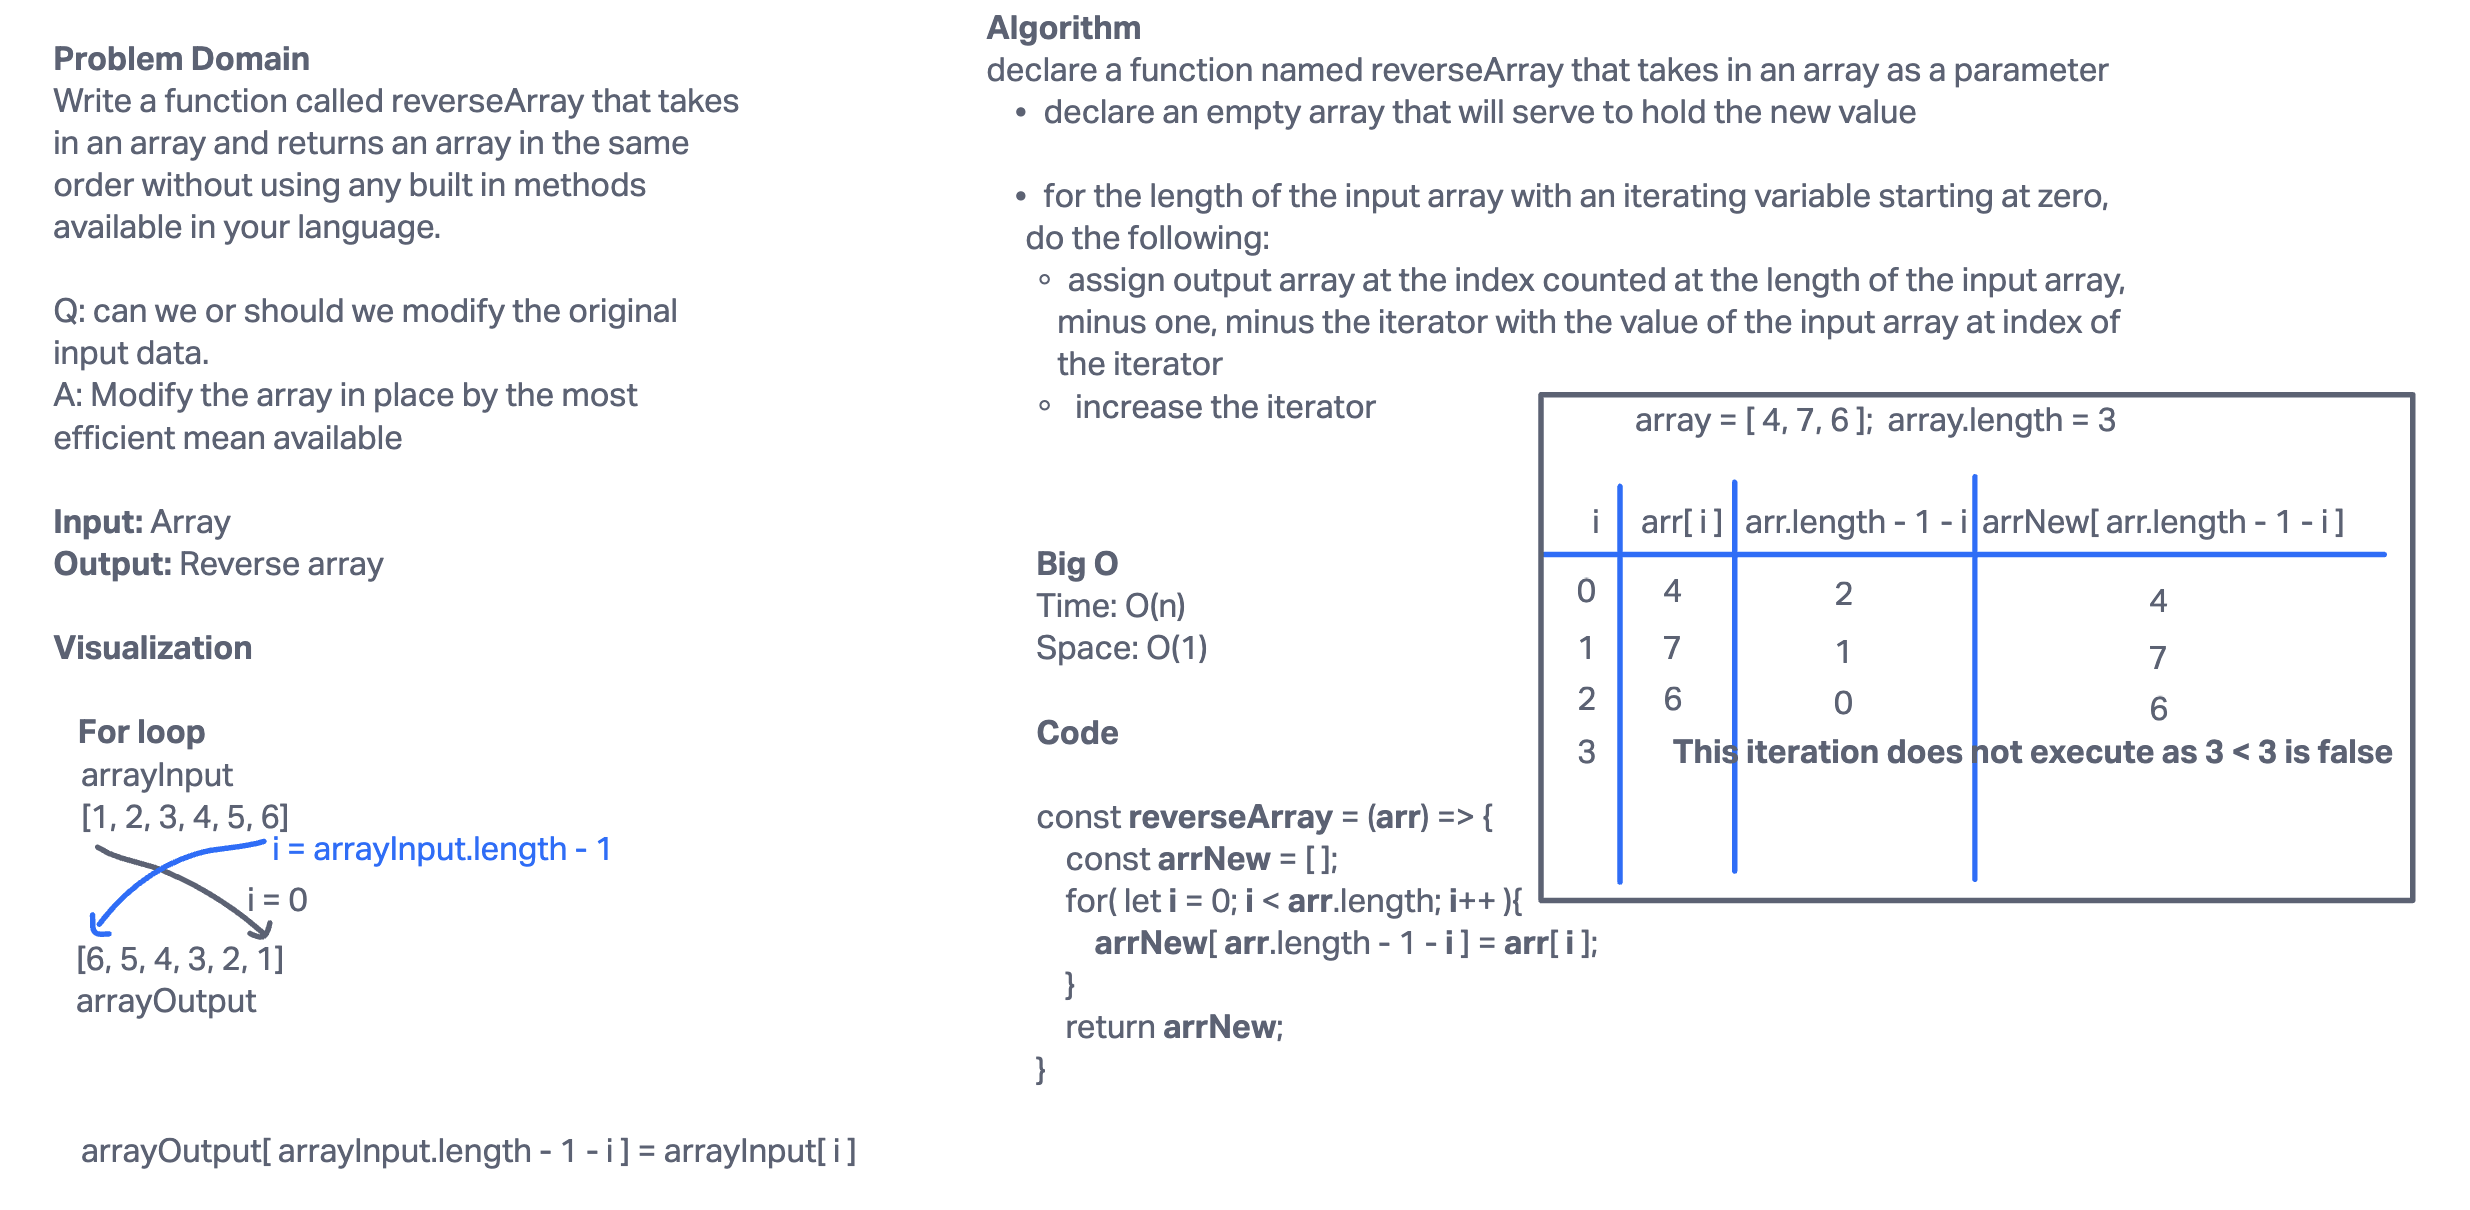 Problem Domain
Write a function called reverseArray that takes
in an array and returns an array in the same
order without using any built in methods
available in your language.
Q: can we or should we modify the original
input data.
A: Modify the array in place by the most
efficient mean available
Input: Array
Output: Reverse array
Visualization
For loop
arrayInput
[1, 2, 3, 4, 5, 6]
i = arrayInput.length - 1
i = 0
[6, 5, 4, 3, 2, 1]
arrayOutput
arrayOutput[ arrayInput.length - 1 - i ] = arrayInput[ i ]
Algorithm
declare a function named reverseArray that takes in an array as a parameter
• declare an empty array that will serve to hold the new value
• for the length of the input array with an iterating variable starting at zero,
do the following:
◦ assign output array at the index counted at the length of the input array,
minus one, minus the iterator with the value of the input array at index of
the iterator
◦ increase the iterator
array = [ 4, 7, 6 ]; array.length = 3
i arr[ i ] arr.length - 1 - i arrNew[ arr.length - 1 - i ]
0 4 2 4
1 7 1 7
2 6 0 6
3 This iteration does not execute as 3 < 3 is false
Big O
Time: O(n)
Space: O(1)
Code
const reverseArray = (arr) => {
const arrNew = [ ];
for( let i = 0; i < arr.length; i++ ){
arrNew[ arr.length - 1 - i ] = arr[ i ];
}
return arrNew;
}